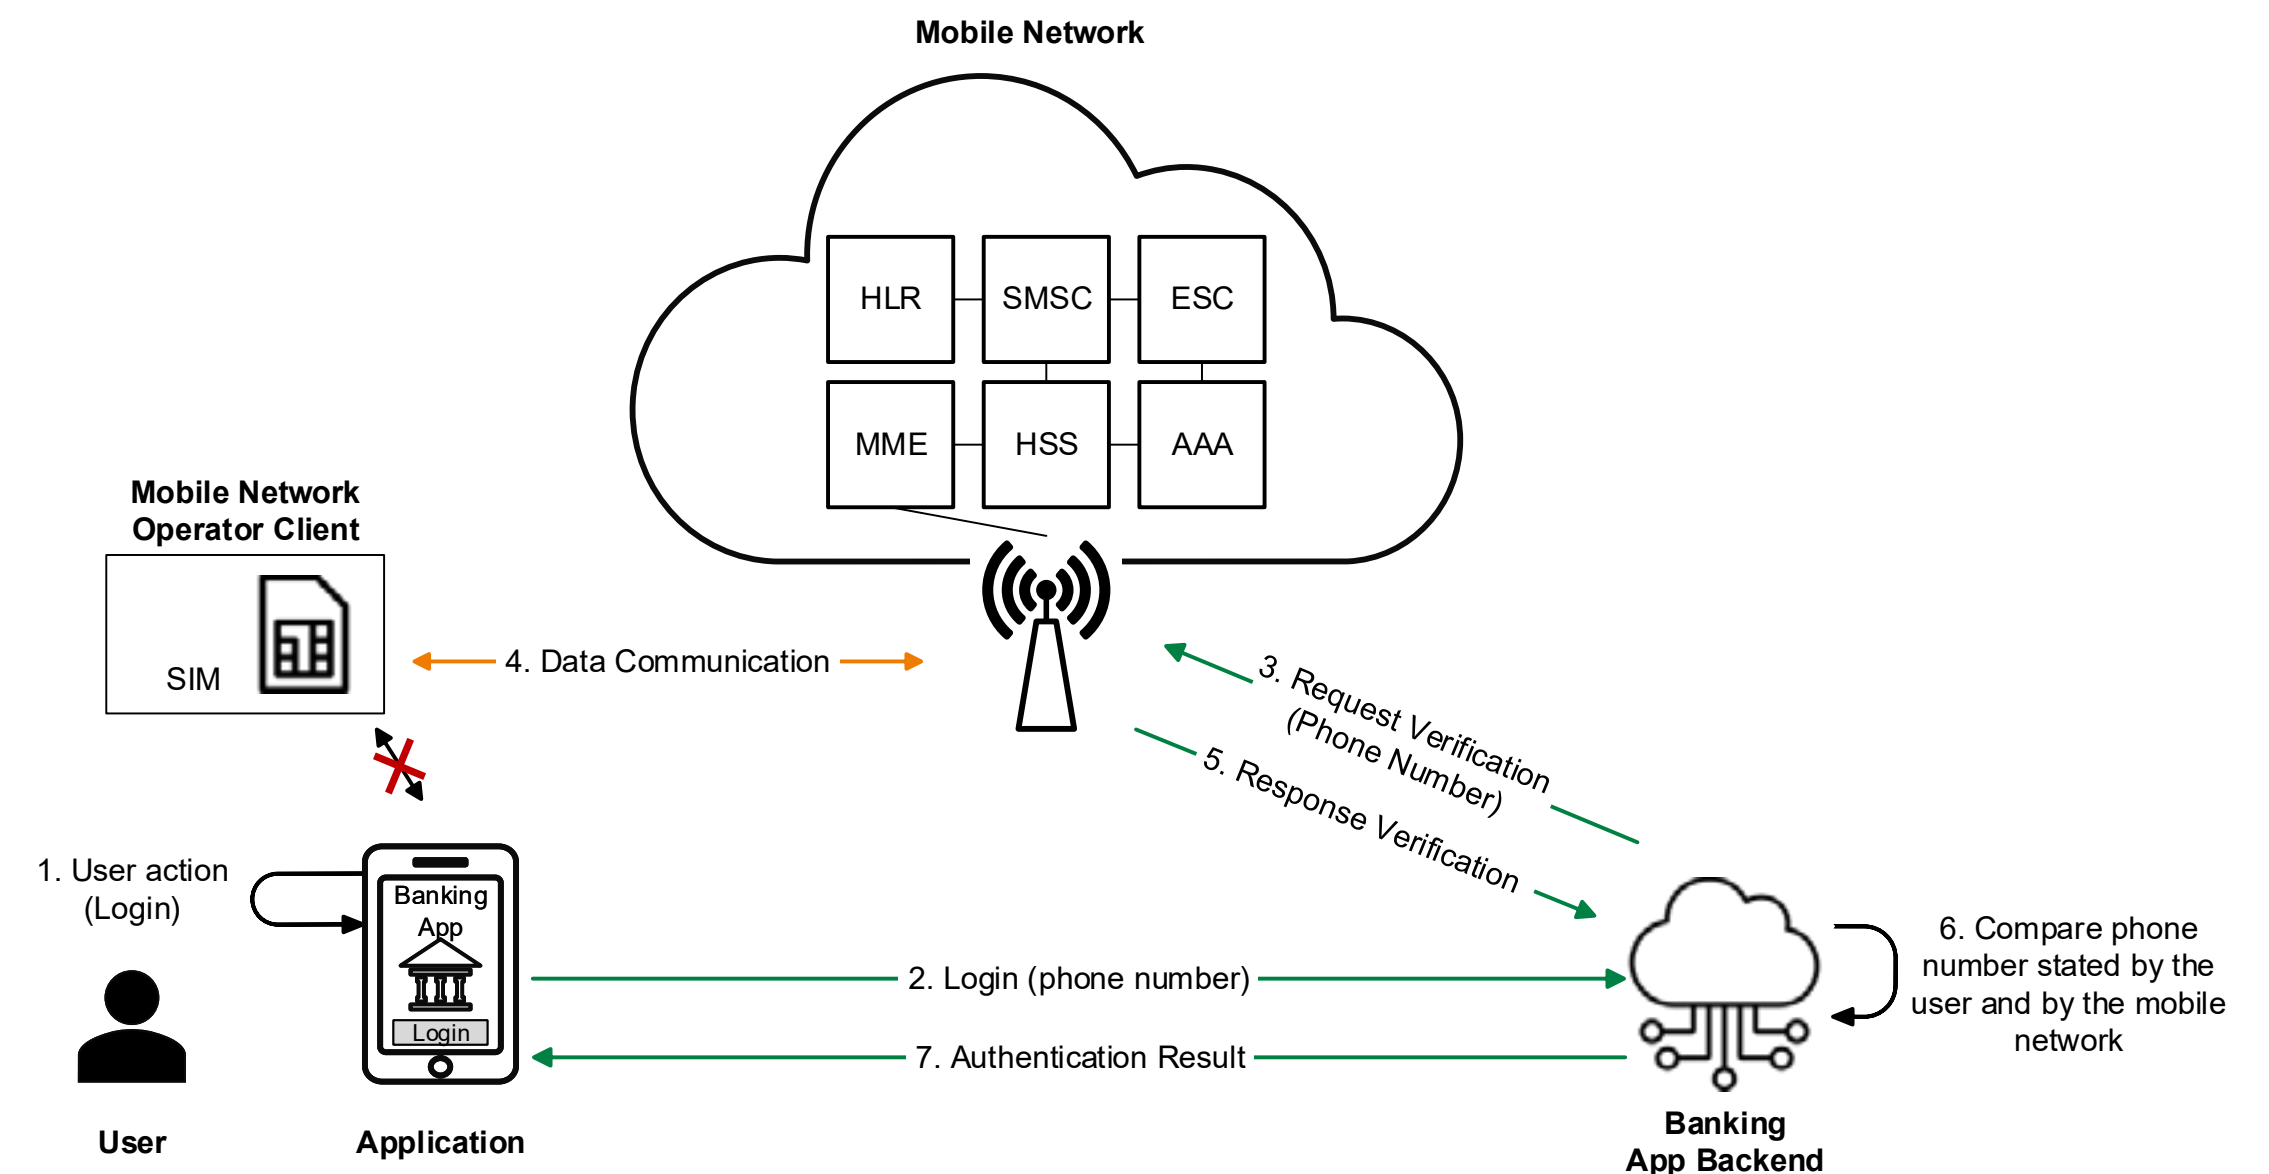 Mobile Network
HLR
SMSC
ESC
MME
HSS
AAA
Mobile Network
Operator Client
SIM
4. Data Communication
3. Request Verification
(Phone Number)
5. Response Verification
1. User action
(Login)
Banking
App
Login
2. Login (phone number)
7. Authentication Result
6. Compare phone
number stated by the
user and by the mobile
network
User
Application
Banking
App Backend